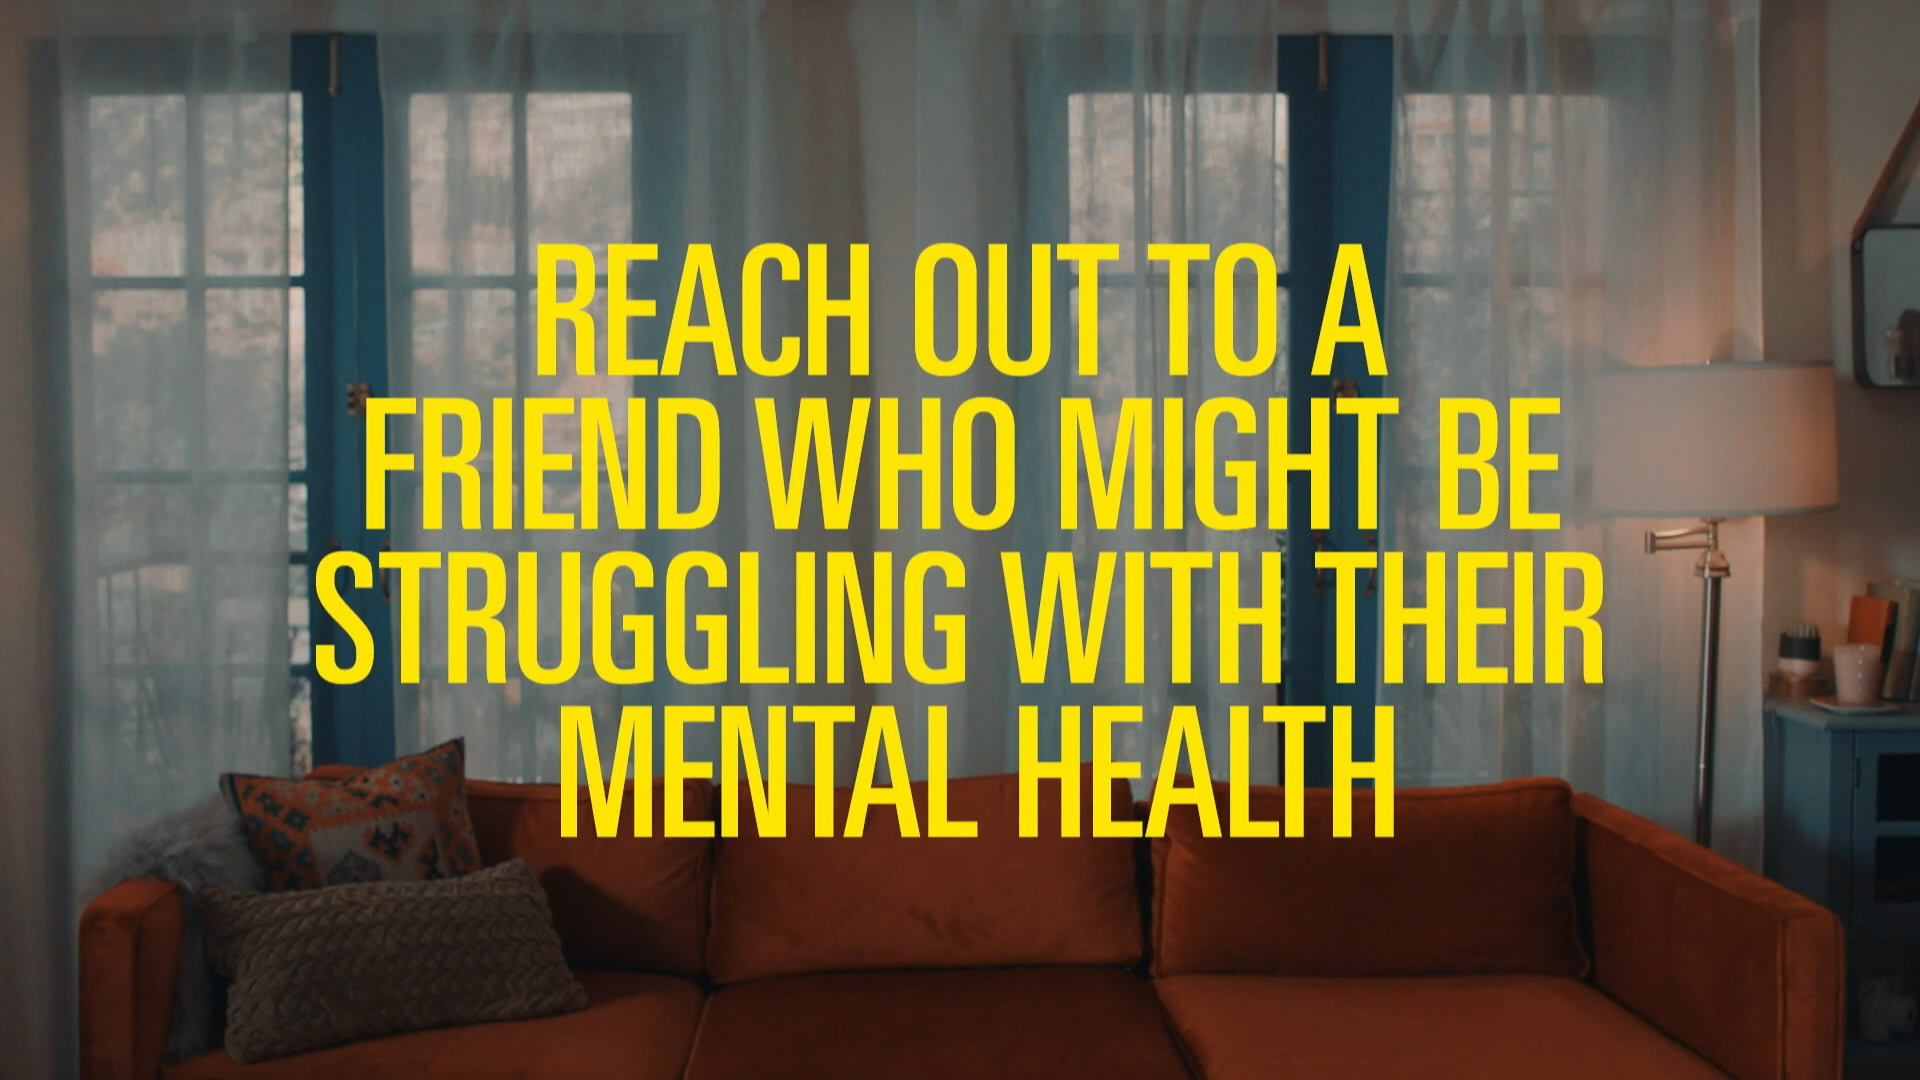 REACH OUT TO A
FRIEND WHO MIGHT BE
STRUGGLING WITH THEIR
MENTAL HEALTH